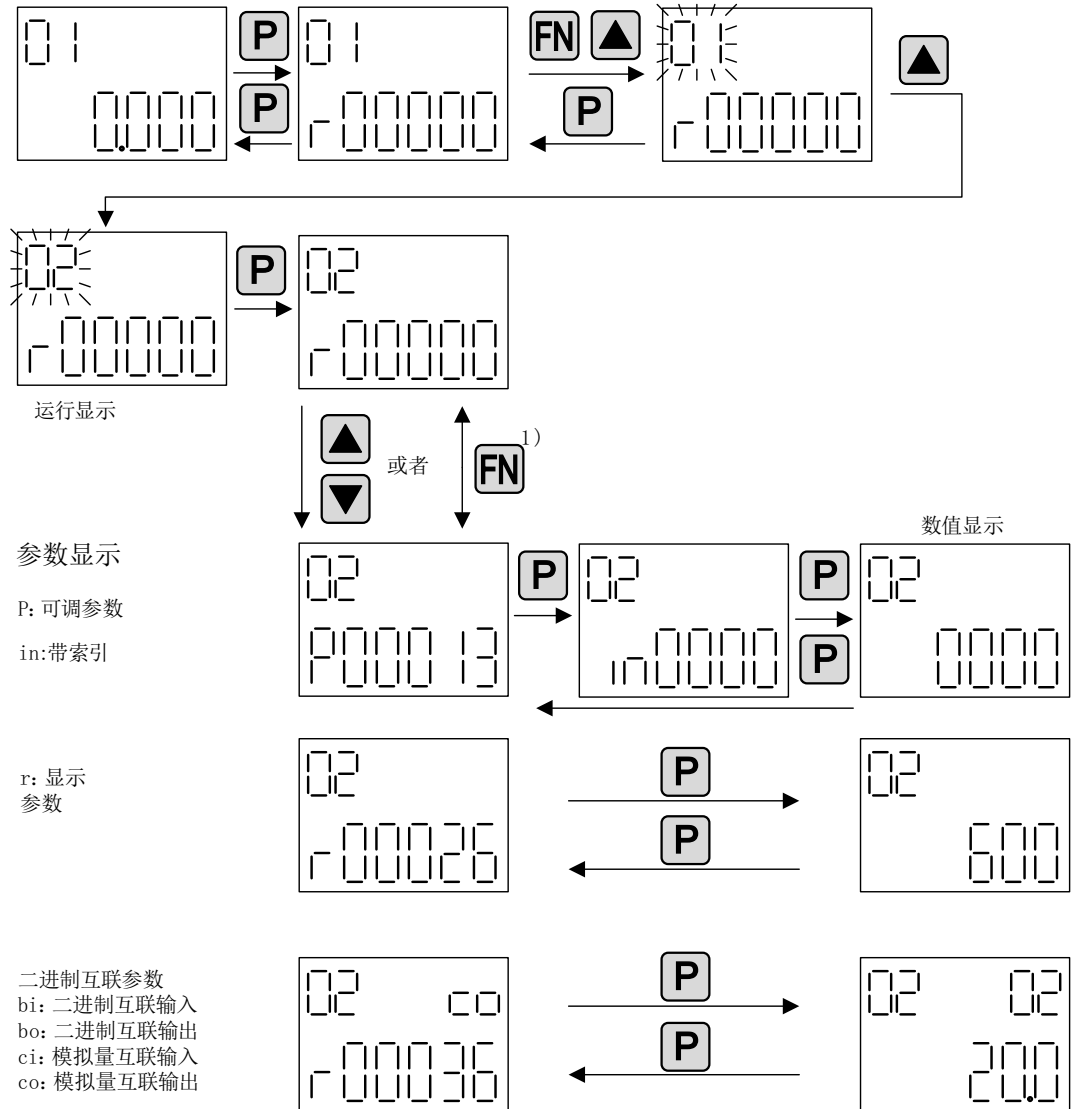 01 P 01 FN 01
0.000 P r00000 P r00000
02 P 02
r00000 r00000
运行显示
或者 FN 1)
数值显示
参数显示 02 P 02 P 02
P:可调参数
in:带索引 P00013 in0000 P 0000
r:显示 02 P 02
参数
r00026 P 600
二进制互联参数 02 co P 02 02
bi:二进制互联输入
bo:二进制互联输出
ci:模拟量互联输入 r00036 P 20.0
co:模拟量互联输出